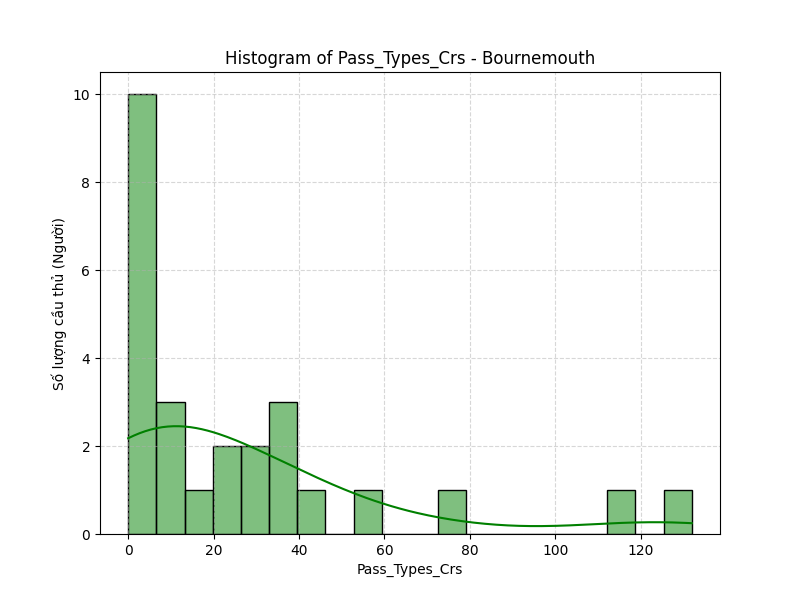 Histogram of Pass_Types_Crs - Bournemouth
10
8
6
4
2
0
Số lượng cầu thủ (Người)
0 20 40 60 80 100 120
Pass_Types_Crs